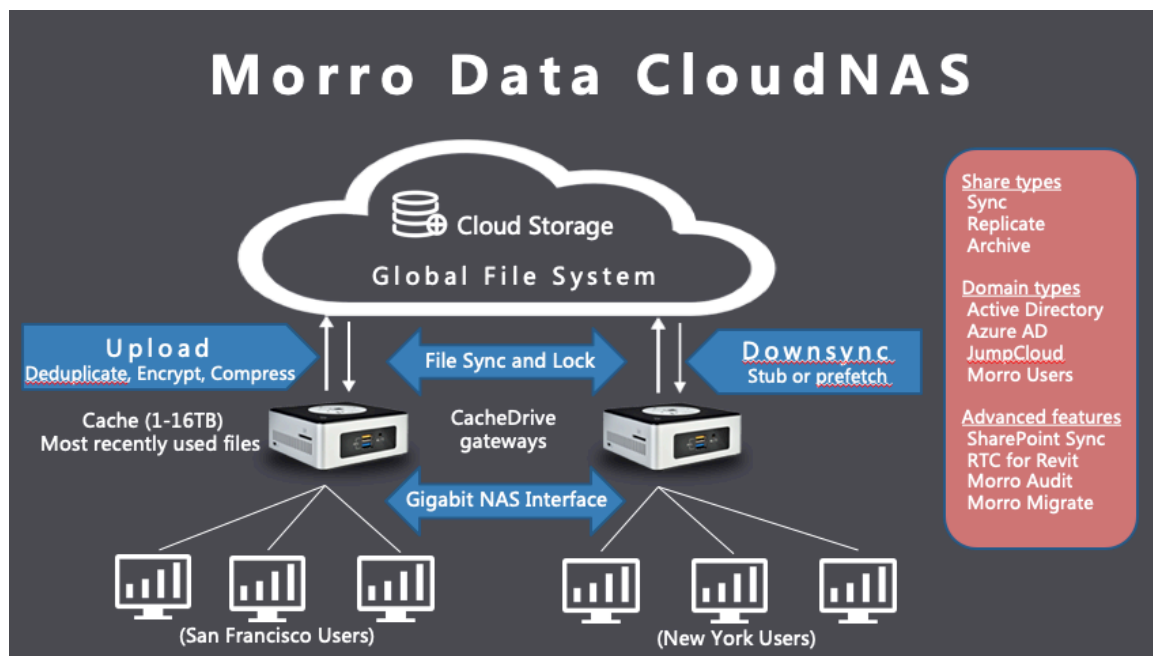 Morro Data CloudNAS
Cloud Storage
Global File System
Upload
Deduplicate, Encrypt, Compress
File Sync and Lock
Downsync
Stub or prefetch
Cache (1-16TB)
Most recently used files
CacheDrive
gateways
Gigabit NAS Interface
(San Francisco Users)
(New York Users)
Share types
Sync
Replicate
Archive
Domain types
Active Directory
Azure AD
JumpCloud
Morro Users
Advanced features
SharePoint Sync
RTC for Revit
Morro Audit
Morro Migrate